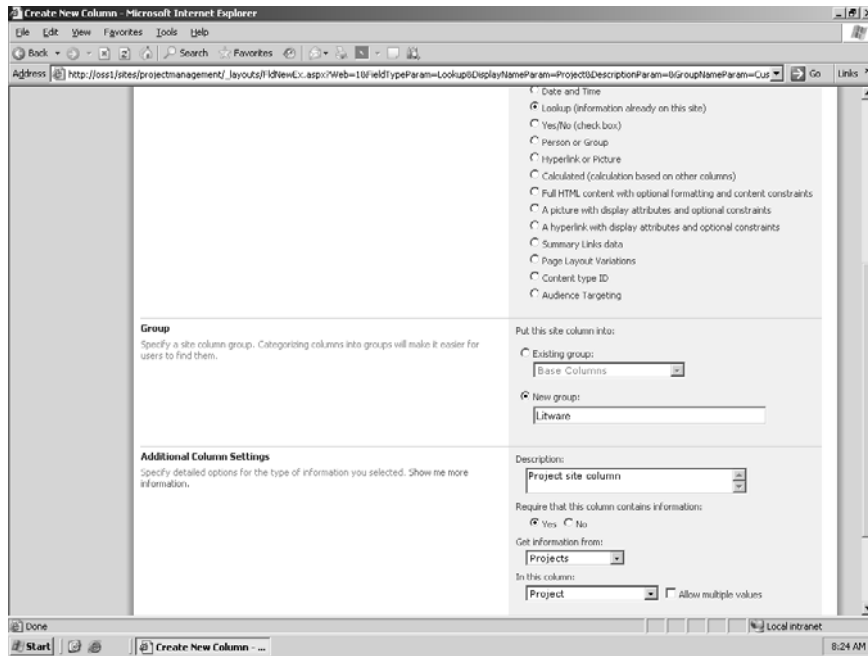 Create New Column - Microsoft Internet Explorer
File Edit View Favorites Tools Help
Back Search Favorites
Address http://oss1/sites/projectmanagement/_layouts/FldNewEx.aspx?Web=1&FieldTypeParam=Lookup&DisplayNameParam=Project&DescriptionParam=&GroupNameParam=Cus Go Links
Date and Time
Lookup (information already on this site)
Yes/No (check box)
Person or Group
Hyperlink or Picture
Calculated (calculation based on other columns)
Full HTML content with optional formatting and content constraints
A picture with display attributes and optional constraints
A hyperlink with display attributes and optional constraints
Summary Links data
Page Layout Variations
Content type ID
Audience Targeting
Group
Specify a site column group. Categorizing columns into groups will make it easier for
users to find them.
Put this site column into:
Existing group:
Base Columns
New group:
Litware
Additional Column Settings
Specify detailed options for the type of information you selected. Show me more
information.
Description:
Project site column
Require that this column contains information:
Yes No
Get information from:
Projects
In this column:
Project Allow multiple values
Done Local intranet
Start Create New Column - ... 8:24 AM